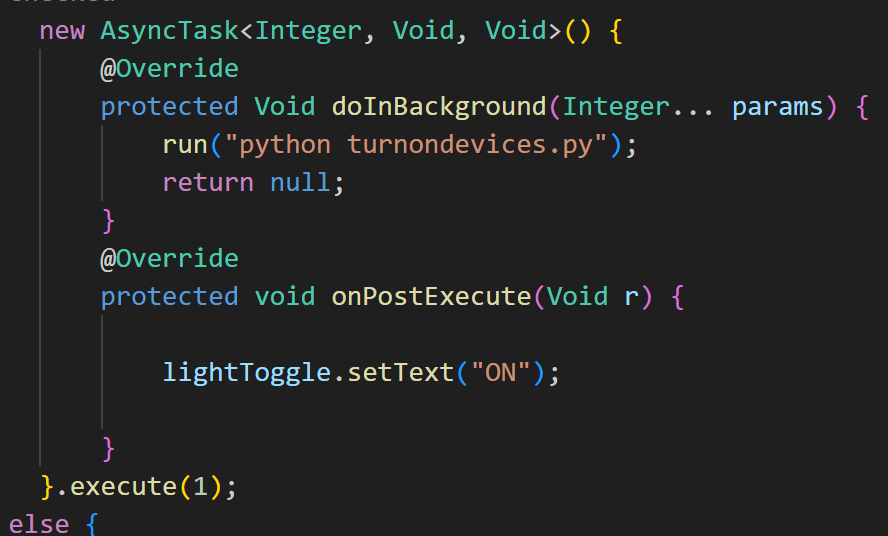 new AsyncTask<Integer, Void, Void>() {
@Override
protected Void doInBackground(Integer... params) {
run("python turnondevices.py");
return null;
}
@Override
protected void onPostExecute(Void r) {
lightToggle.setText("ON");
}
}.execute(1);
else {